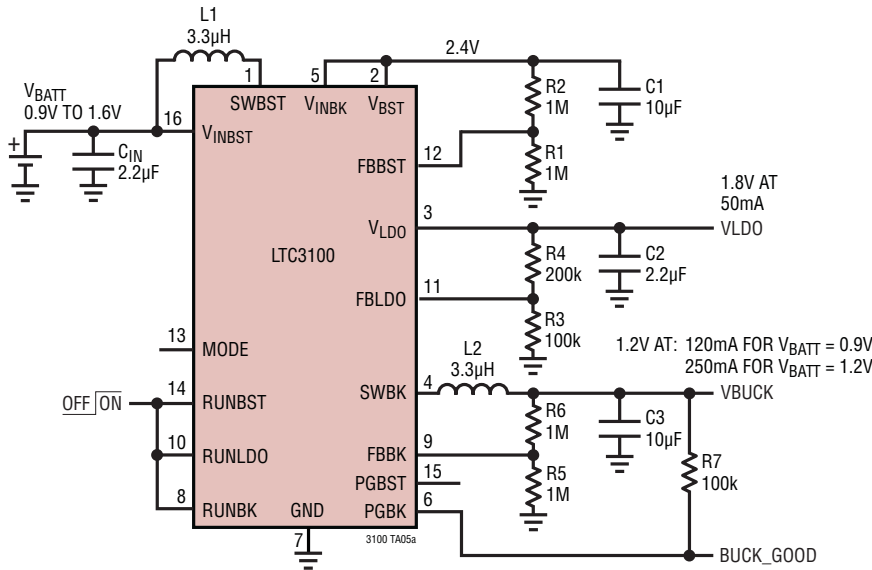 L1
3.3µH
2.4V
1
5
2
SWBST
VINBK
VBST
R2
1M
C1
10µF
VBATT
0.9V TO 1.6V
16
VINBST
+
CIN
2.2µF
FBBST
12
R1
1M
1.8V AT
50mA
VLDO
3
VLDO
LTC3100
R4
200k
C2
2.2µF
FBLDO
11
R3
100k
13
MODE
1.2V AT: 120mA FOR VBATT = 0.9V
250mA FOR VBATT = 1.2V
L2
3.3µH
OFF ON
14
RUNBST
SWBK
4
VBUCK
R6
1M
C3
10µF
10
RUNLDO
FBBK
9
R7
100k
PGBST
15
R5
1M
8
RUNBK
GND
PGBK
6
7
3100 TA05a
BUCK_GOOD